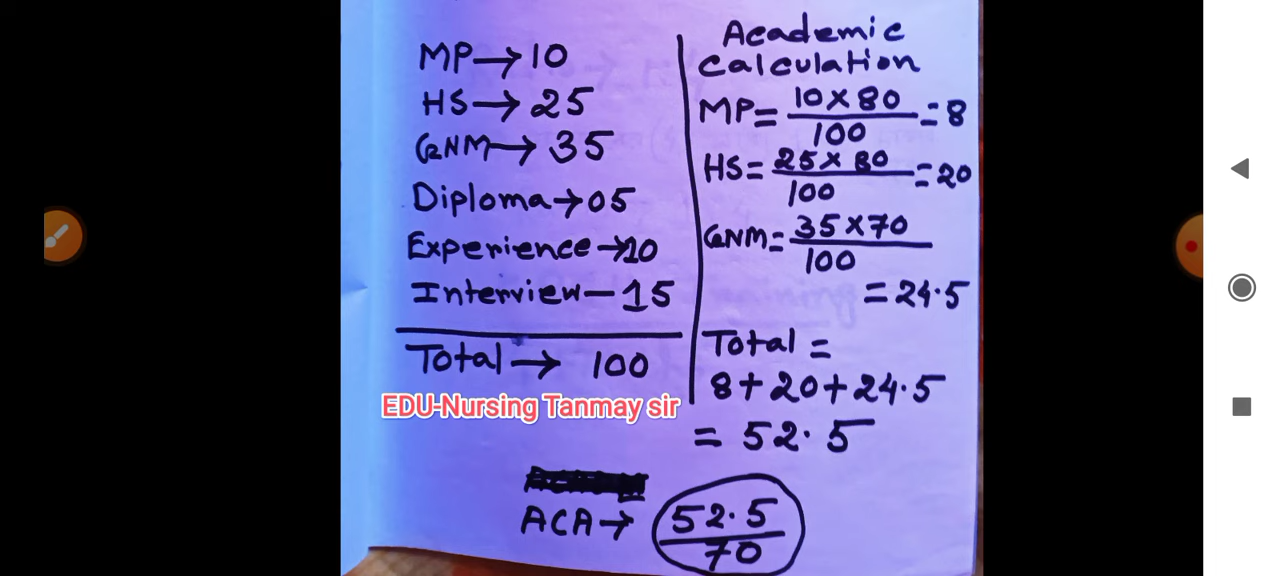 MP→10
HS→25
GNM→35
Diploma→05
Experience→10
Interview—15
Total→ 100
EDU-Nursing Tanmay sir
Academic
Calculation
MP= 10×80/100 =8
HS= 25×80/100 =20
GNM= 35×70/100
=24.5
Total =
8+20+24.5
= 52.5
ACA→ 52.5/70